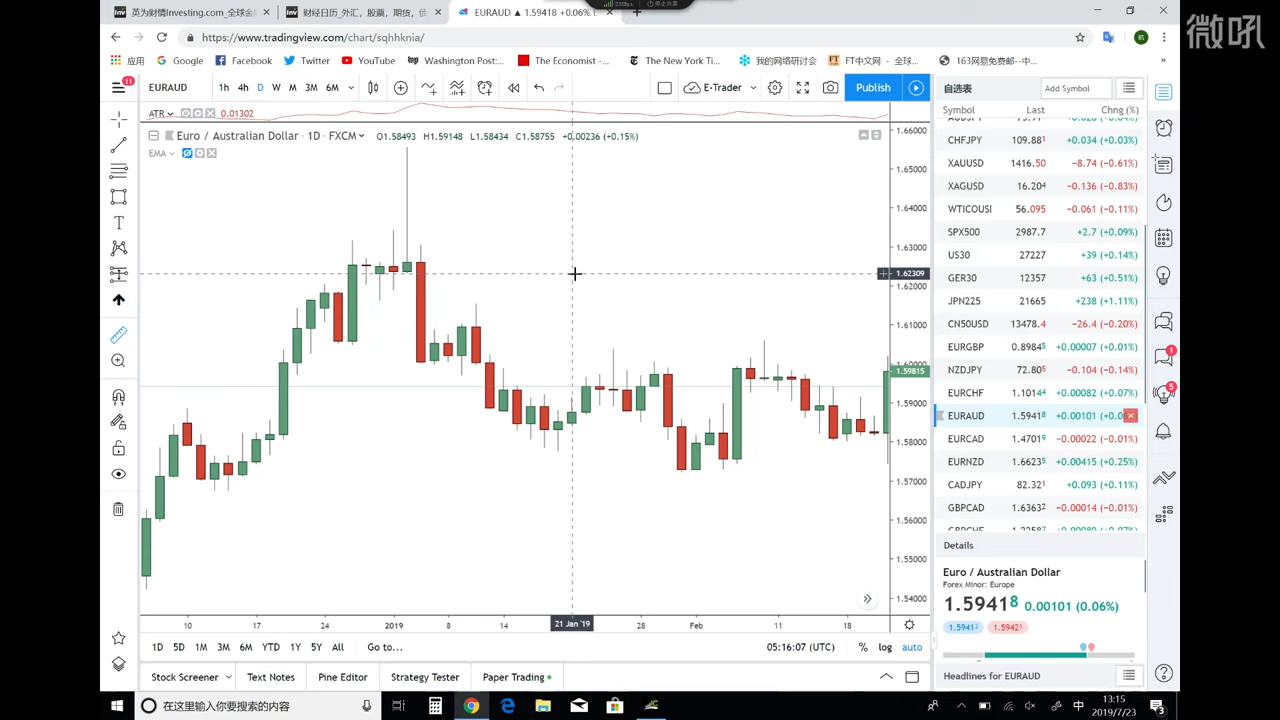 英为财情Investing.com 全球金
财经日历_外汇，股票，期货，债
EURAUD ▲ 1.59418 +0.06%
停止共享
微吼
https://www.tradingview.com/chart/sqhhknia/
应用
Google
Facebook
Twitter
YouTube
Washington Post:...
The Economist -...
The New York Tim...
我的网络研讨会
FT中文网 - 全球...
163网易免费邮--中...
11
EURAUD
1h 4h D W M 3M 6M
E-Trader
Publish
自选表
Add Symbol
ATR 0.01302
Euro / Australian Dollar · 1D · FXCM
O1.58493 H1.59148 L1.58434 C1.58755 +0.00236 (+0.15%)
EMA
1.66000
1.65000
1.64000
1.63000
1.62309
1.62000
1.61000
1.59815
1.59000
1.58000
1.57000
1.56000
1.55000
1.54000
10 17 24 2019 8 14 21 Jan '19 28 Feb 11 18
1D 5D 1M 3M 6M YTD 1Y 5Y All Go to...
05:16:07 (UTC) % log auto
Stock Screener Text Notes Pine Editor Strategy Tester Paper Trading
Symbol Last Chng (%)
CHFJPY 109.881 +0.034 (+0.03%)
XAUUSD 1416.50 −8.74 (−0.61%)
XAGUSD 16.204 −0.136 (−0.83%)
WTICOUSI 56.095 −0.061 (−0.11%)
SPX500 2987.7 +2.7 (+0.09%)
US30 27227 +39 (+0.14%)
GER30 12357 +63 (+0.51%)
JPN225 21665 +238 (+1.11%)
CN50USD 13478.4 −26.4 (−0.20%)
EURGBP 0.89845 +0.00007 (+0.01%)
NZDJPY 72.805 −0.104 (−0.14%)
EURCHF 1.10144 +0.00082 (+0.07%)
EURAUD 1.59418 +0.00101 (+0.0
EURCAD 1.47019 −0.00022 (−0.01%)
EURNZD 1.66235 +0.00415 (+0.25%)
CADJPY 82.321 +0.093 (+0.11%)
GBPCAD 1.63632 −0.00014 (−0.01%)
Details
Euro / Australian Dollar
Forex Minor: Europe
1.59418 0.00101 (0.06%)
1.59413 1.59421
Headlines for EURAUD
1
5
在这里输入你要搜索的内容
中
13:15
2019/7/23
3